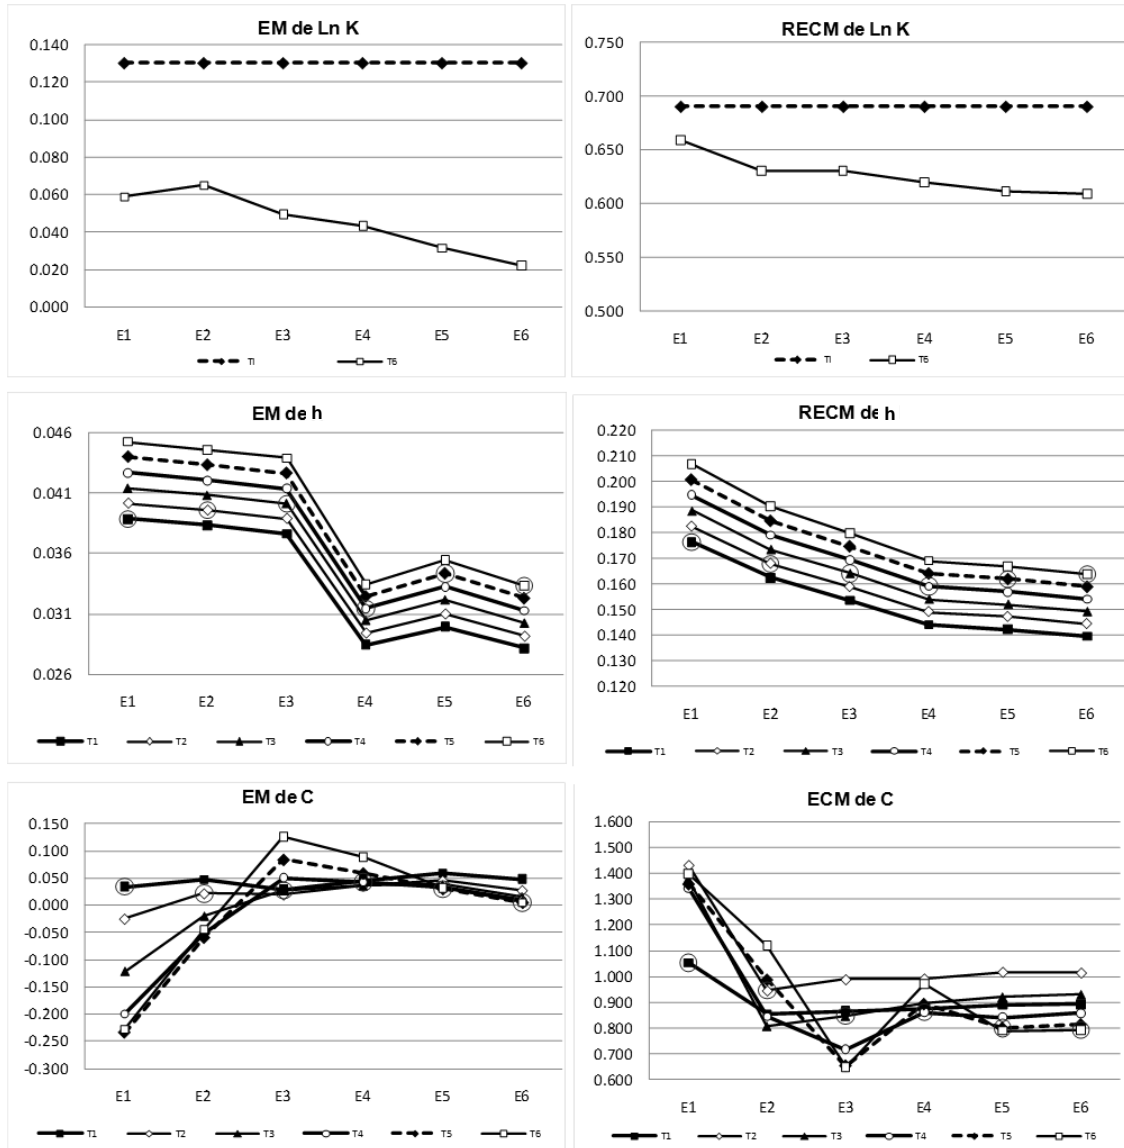 EM de Ln K
0.140
0.120
0.100
0.080
0.060
0.040
0.020
0.000
E1 E2 E3 E4 E5 E6
TI T6
RECM de Ln K
0.750
0.700
0.650
0.600
0.550
0.500
E1 E2 E3 E4 E5 E6
TI T6
EM de h
0.046
0.041
0.036
0.031
0.026
E1 E2 E3 E4 E5 E6
T1 T2 T3 T4 T5 T6
RECM de h
0.220
0.210
0.200
0.190
0.180
0.170
0.160
0.150
0.140
0.130
0.120
E1 E2 E3 E4 E5 E6
T1 T2 T3 T4 T5 T6
EM de C
0.150
0.100
0.050
0.000
-0.050
-0.100
-0.150
-0.200
-0.250
-0.300
E1 E2 E3 E4 E5 E6
T1 T2 T3 T4 T5 T6
ECM de C
1.600
1.500
1.400
1.300
1.200
1.100
1.000
0.900
0.800
0.700
0.600
E1 E2 E3 E4 E5 E6
T1 T2 T3 T4 T5 T6